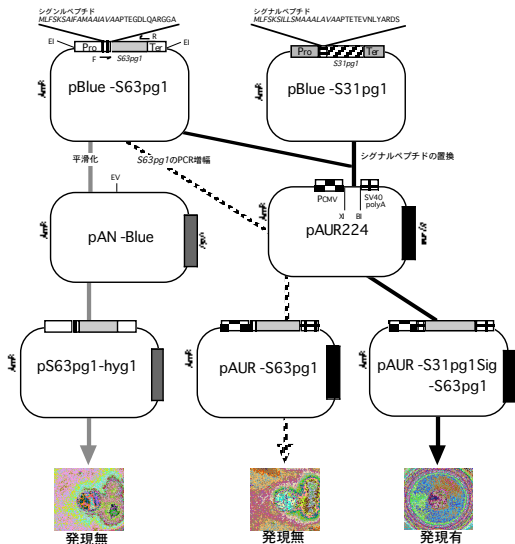 シグンルペプチド
MLFSKSAIFAMAAIAVAAPTEGDLQARGGA
シグナルペプチド
MLFSKSILLSMAAALAVAAPTETEVNLYARDS
EI
Pro
Ter
R
EI
F
S63pg1
Pro
Ter
S31pg1
AmpR
pBlue -S63pg1
AmpR
pBlue -S31pg1
平滑化
S63pg1のPCR増幅
シグナルペプチドの置換
EV
PCMV
SV40
polyA
XI
BI
AmpR
pAN -Blue
AmpR
pAUR224
AmpR
pS63pg1-hyg1
AmpR
pAUR -S63pg1
AmpR
pAUR -S31pg1Sig
-S63pg1
発現無
発現無
発現有